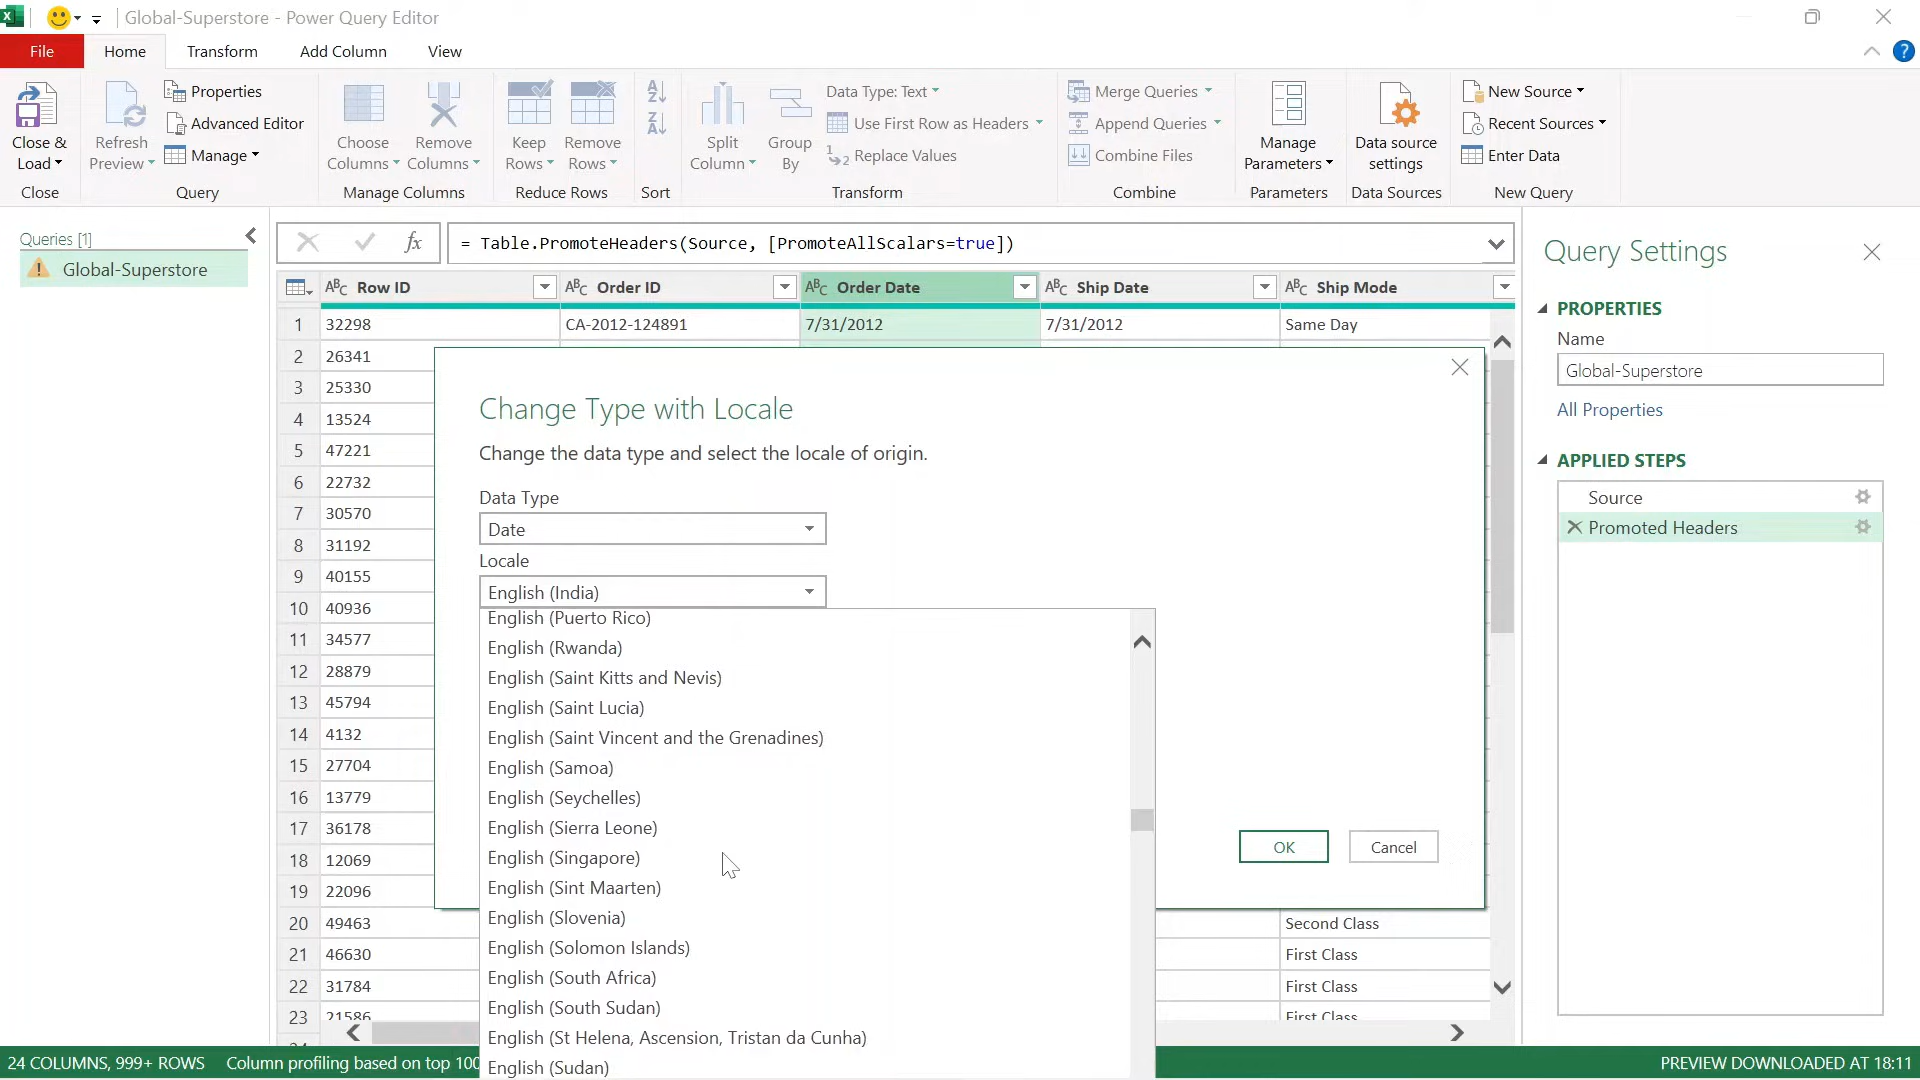 Global-Superstore - Power Query Editor
File Home Transform Add Column View
Close & Load
Close
Refresh Preview
Properties
Advanced Editor
Manage
Query
Choose Columns
Remove Columns
Manage Columns
Keep Rows
Remove Rows
Reduce Rows
Sort
Split Column
Group By
Data Type: Text
Use First Row as Headers
Replace Values
Transform
Merge Queries
Append Queries
Combine Files
Combine
Manage Parameters
Parameters
Data source settings
Data Sources
New Source
Recent Sources
Enter Data
New Query
Queries [1]
Global-Superstore
fx = Table.PromoteHeaders(Source, [PromoteAllScalars=true])
Row ID Order ID Order Date Ship Date Ship Mode
1 32298 CA-2012-124891 7/31/2012 7/31/2012 Same Day
2 26341
3 25330
4 13524
5 47221
6 22732
7 30570
8 31192
9 40155
10 40936
11 34577
12 28879
13 45794
14 4132
15 27704
16 13779
17 36178
18 12069
19 22096
20 49463 Second Class
21 46630 First Class
22 31784 First Class
23 21586 First Class
Change Type with Locale
Change the data type and select the locale of origin.
Data Type
Date
Locale
English (India)
English (Puerto Rico)
English (Rwanda)
English (Saint Kitts and Nevis)
English (Saint Lucia)
English (Saint Vincent and the Grenadines)
English (Samoa)
English (Seychelles)
English (Sierra Leone)
English (Singapore)
English (Sint Maarten)
English (Slovenia)
English (Solomon Islands)
English (South Africa)
English (South Sudan)
English (St Helena, Ascension, Tristan da Cunha)
English (Sudan)
OK Cancel
Query Settings
PROPERTIES
Name
Global-Superstore
All Properties
APPLIED STEPS
Source
Promoted Headers
24 COLUMNS, 999+ ROWS Column profiling based on top 100
PREVIEW DOWNLOADED AT 18:11